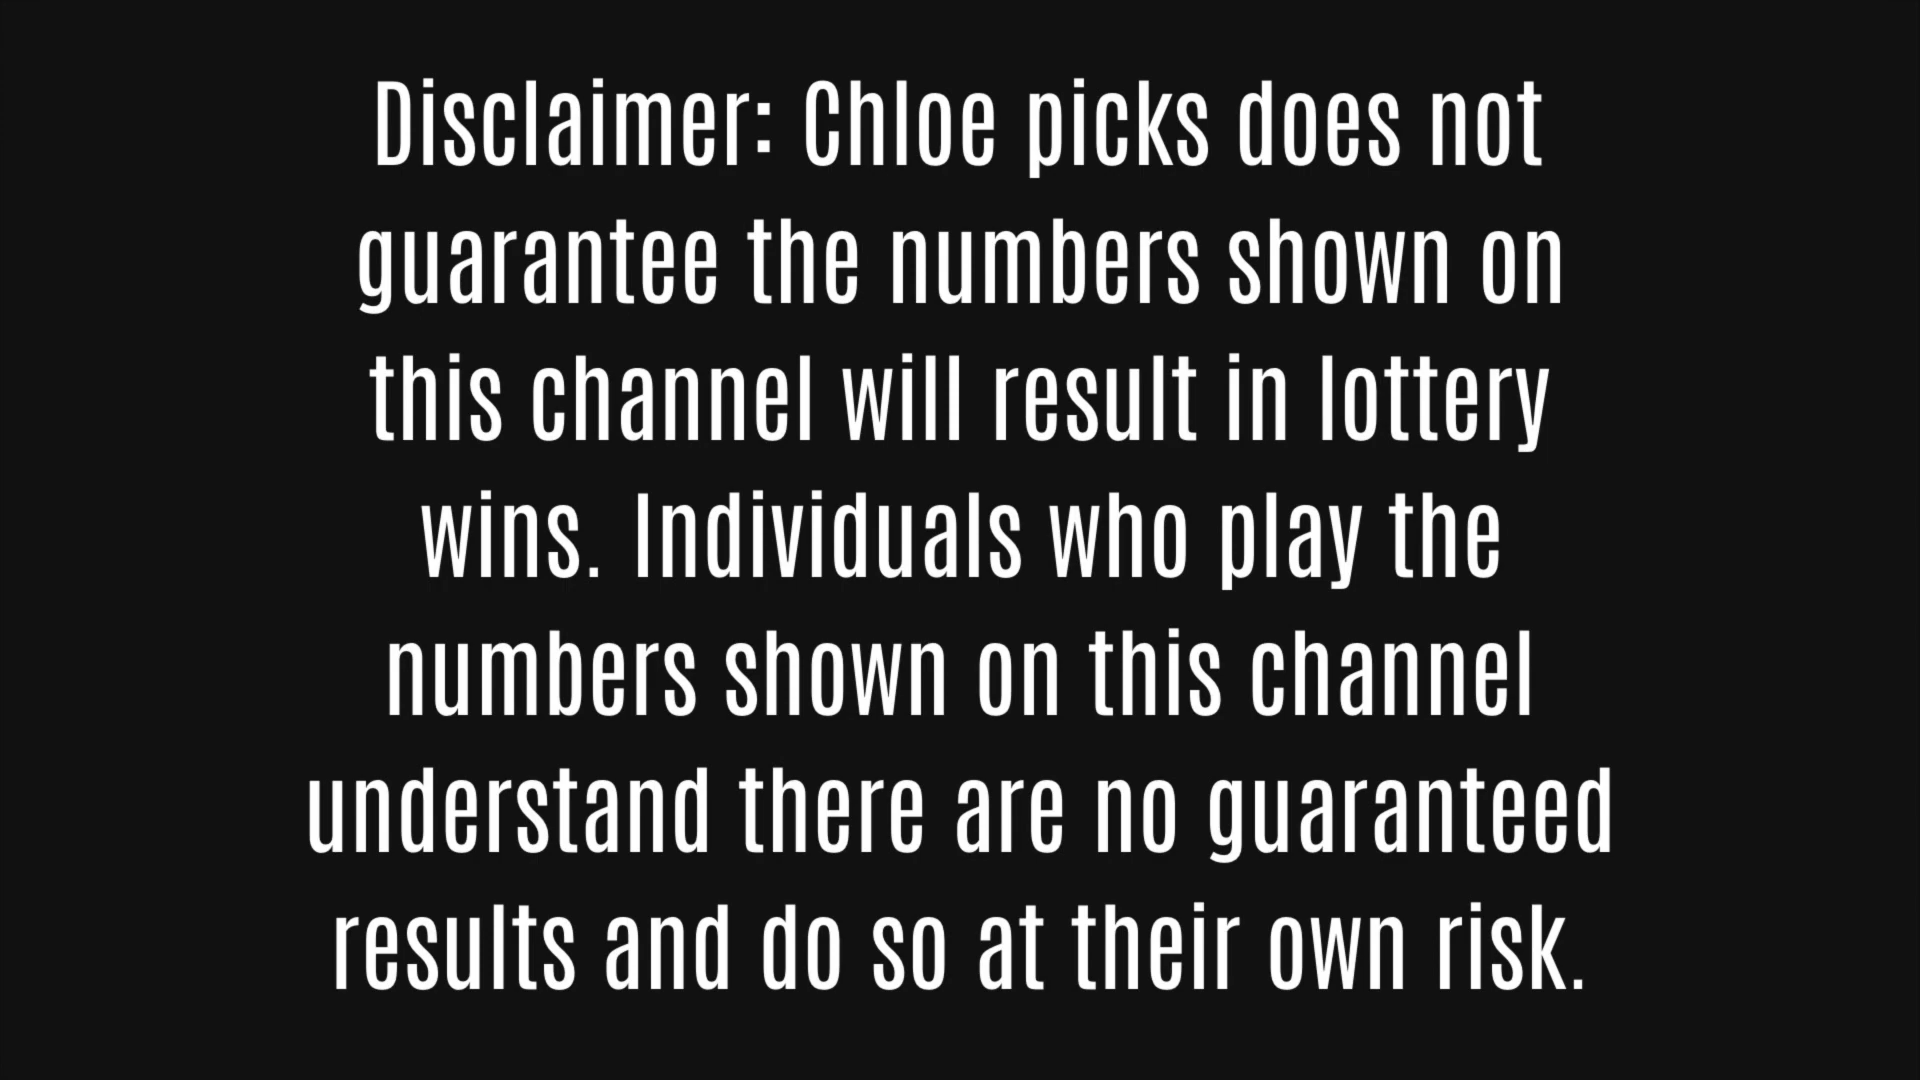 Disclaimer: Chloe picks does not
guarantee the numbers shown on
this channel will result in lottery
wins. Individuals who play the
numbers shown on this channel
understand there are no guaranteed
results and do so at their own risk.